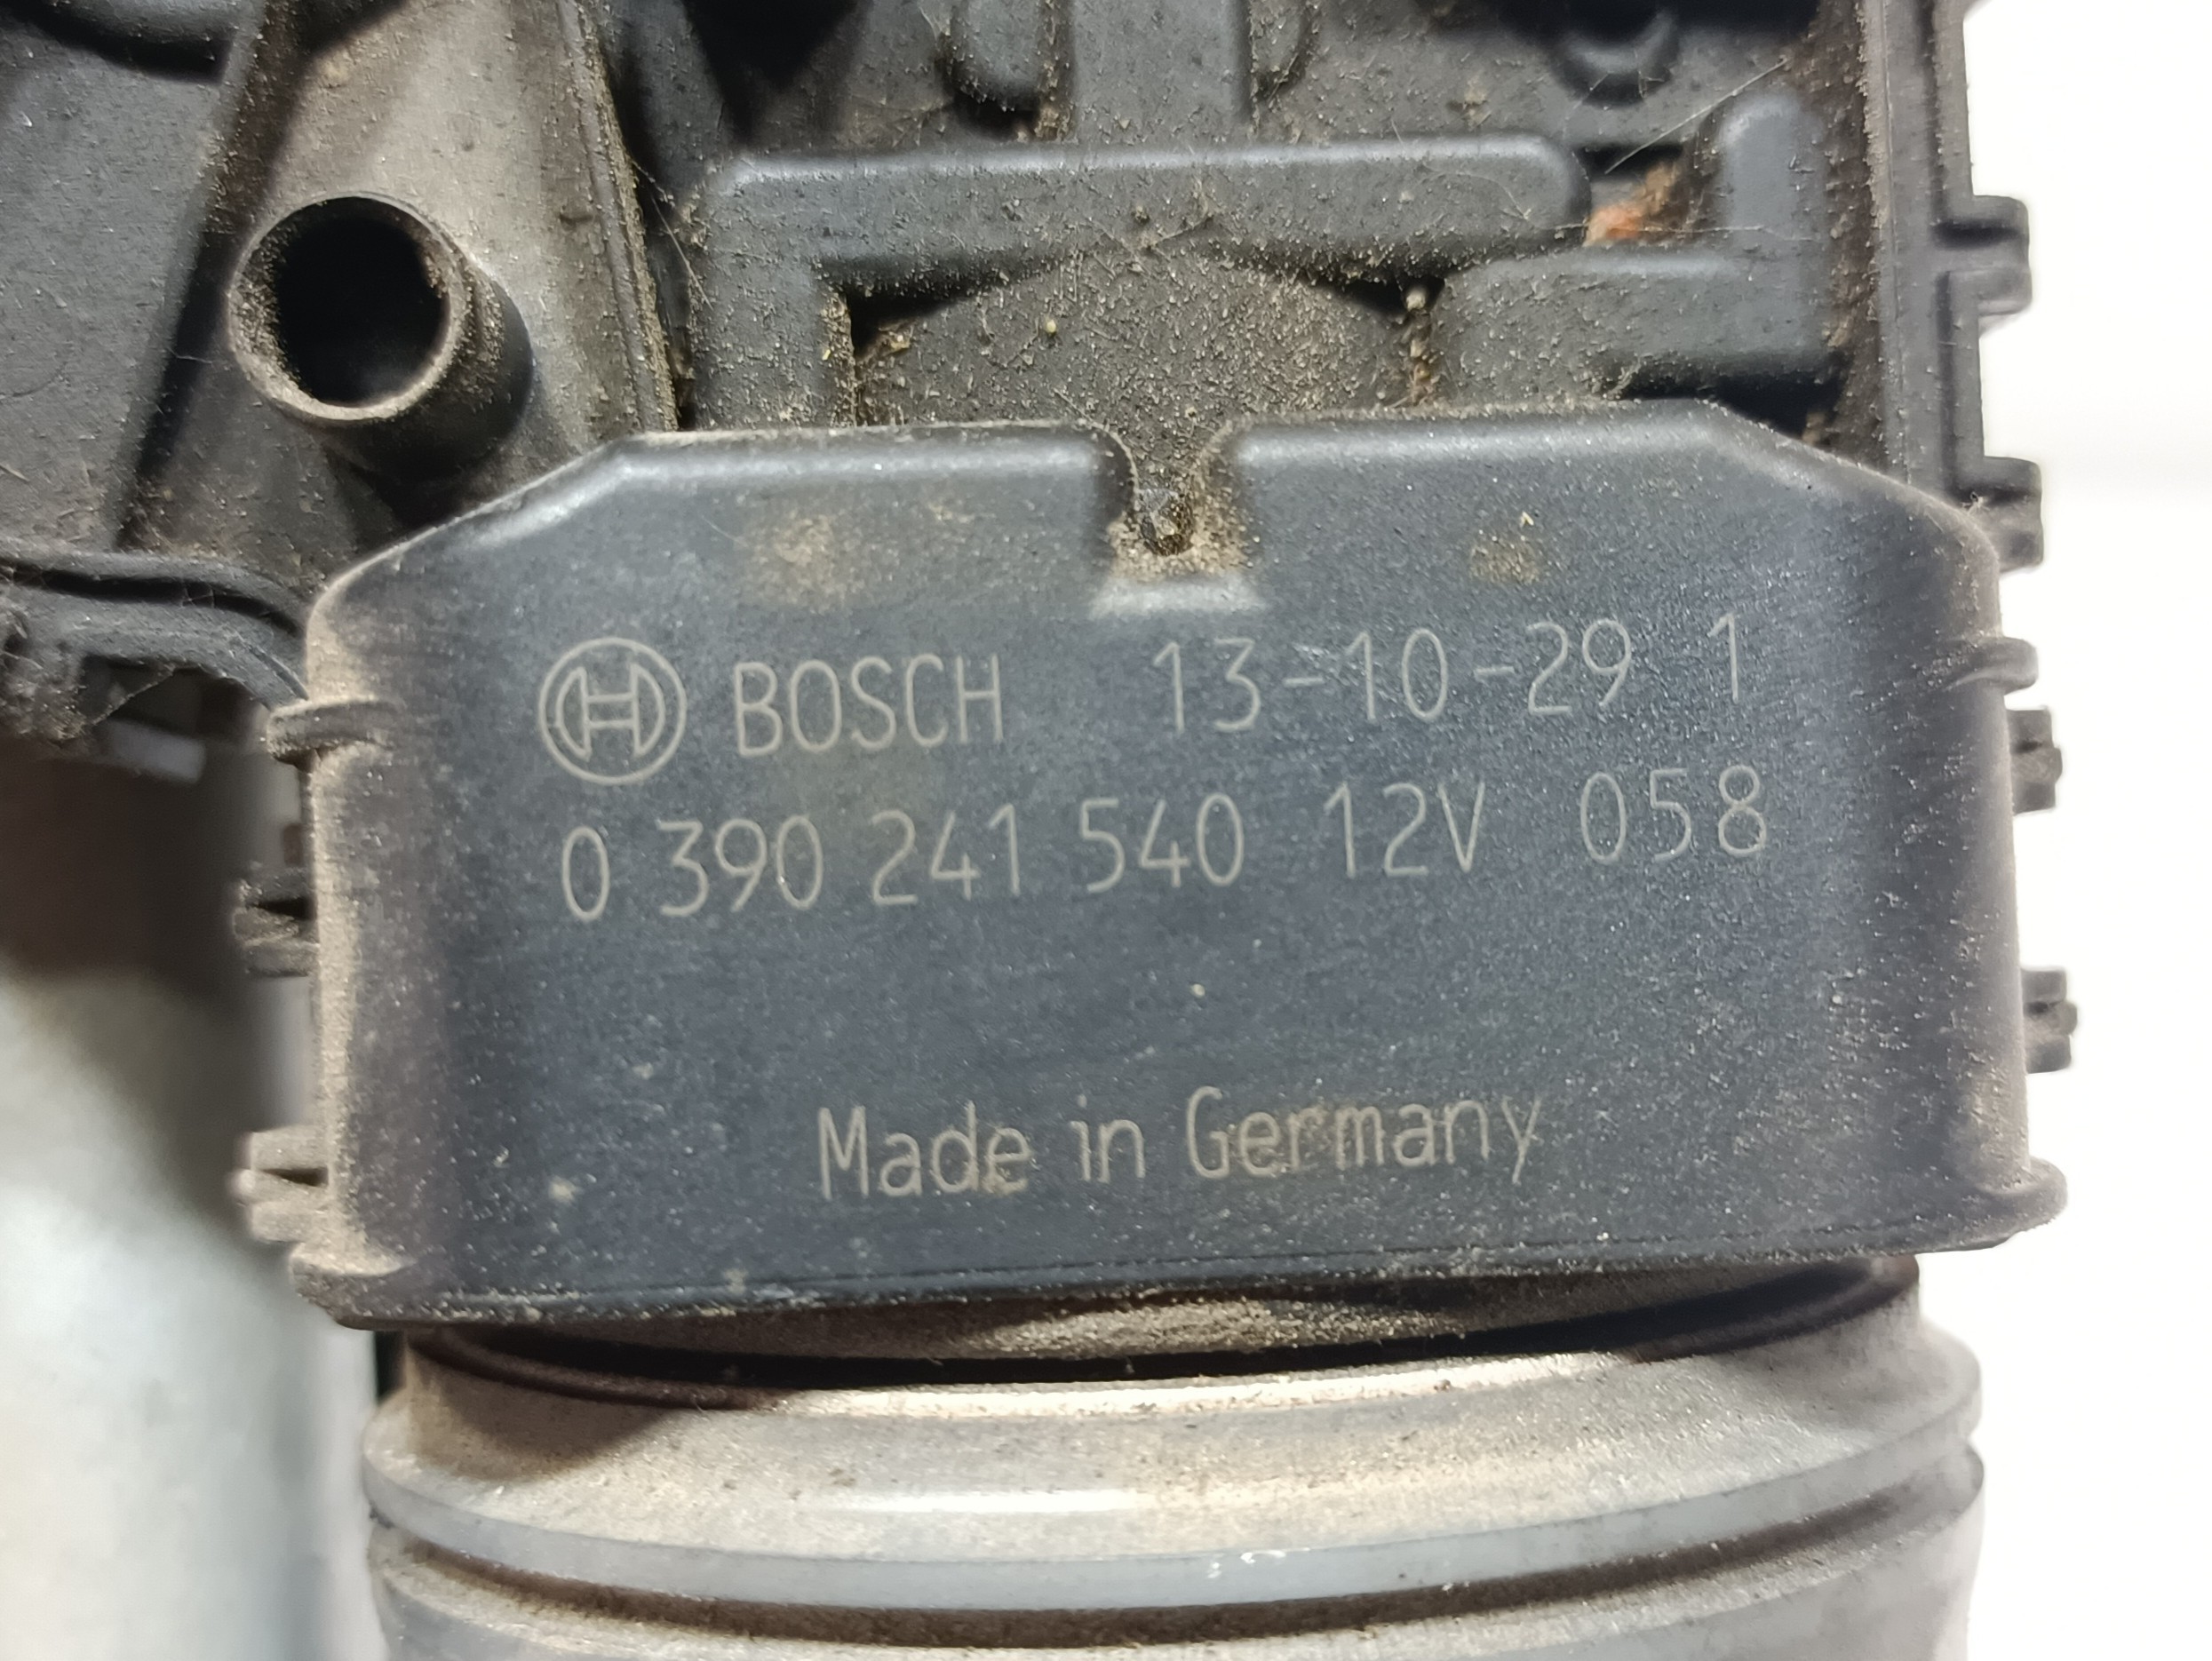 BOSCH 13-10-29 1
0 390 241 540 12V 058
Made in Germany